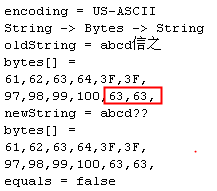 encoding = US-ASCII
String -> Bytes -> String
oldString = abcd信之
bytes[] =
61,62,63,64,3F,3F,
97,98,99,100,63,63,
newString = abcd??
bytes[] =
61,62,63,64,3F,3F,
97,98,99,100,63,63,
equals = false